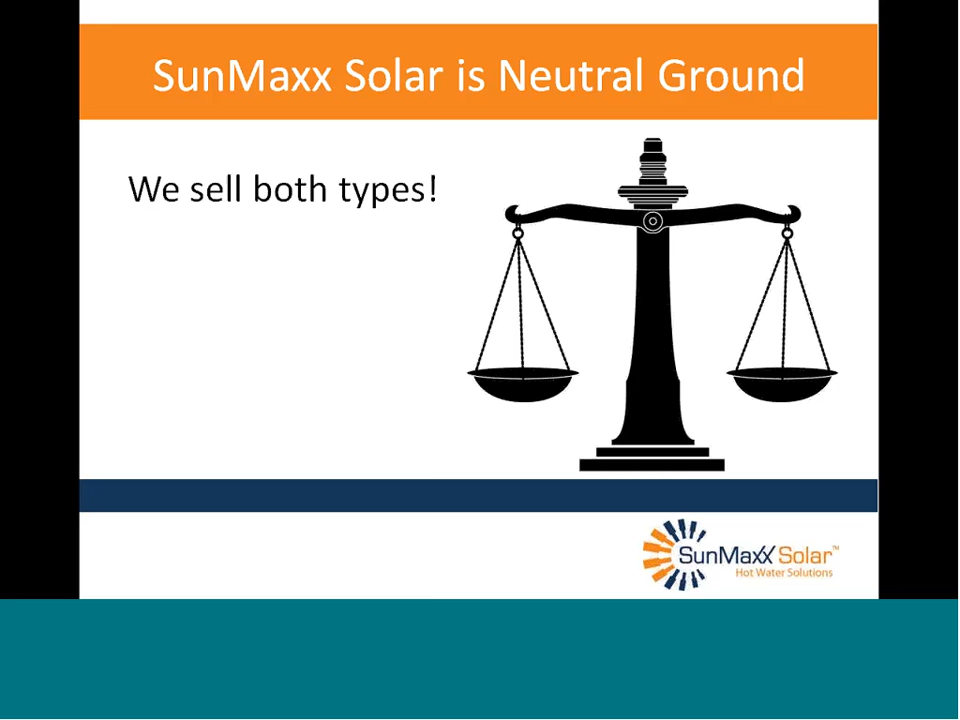 SunMaxx Solar is Neutral Ground
We sell both types!
SunMaxx Solar™
Hot Water Solutions